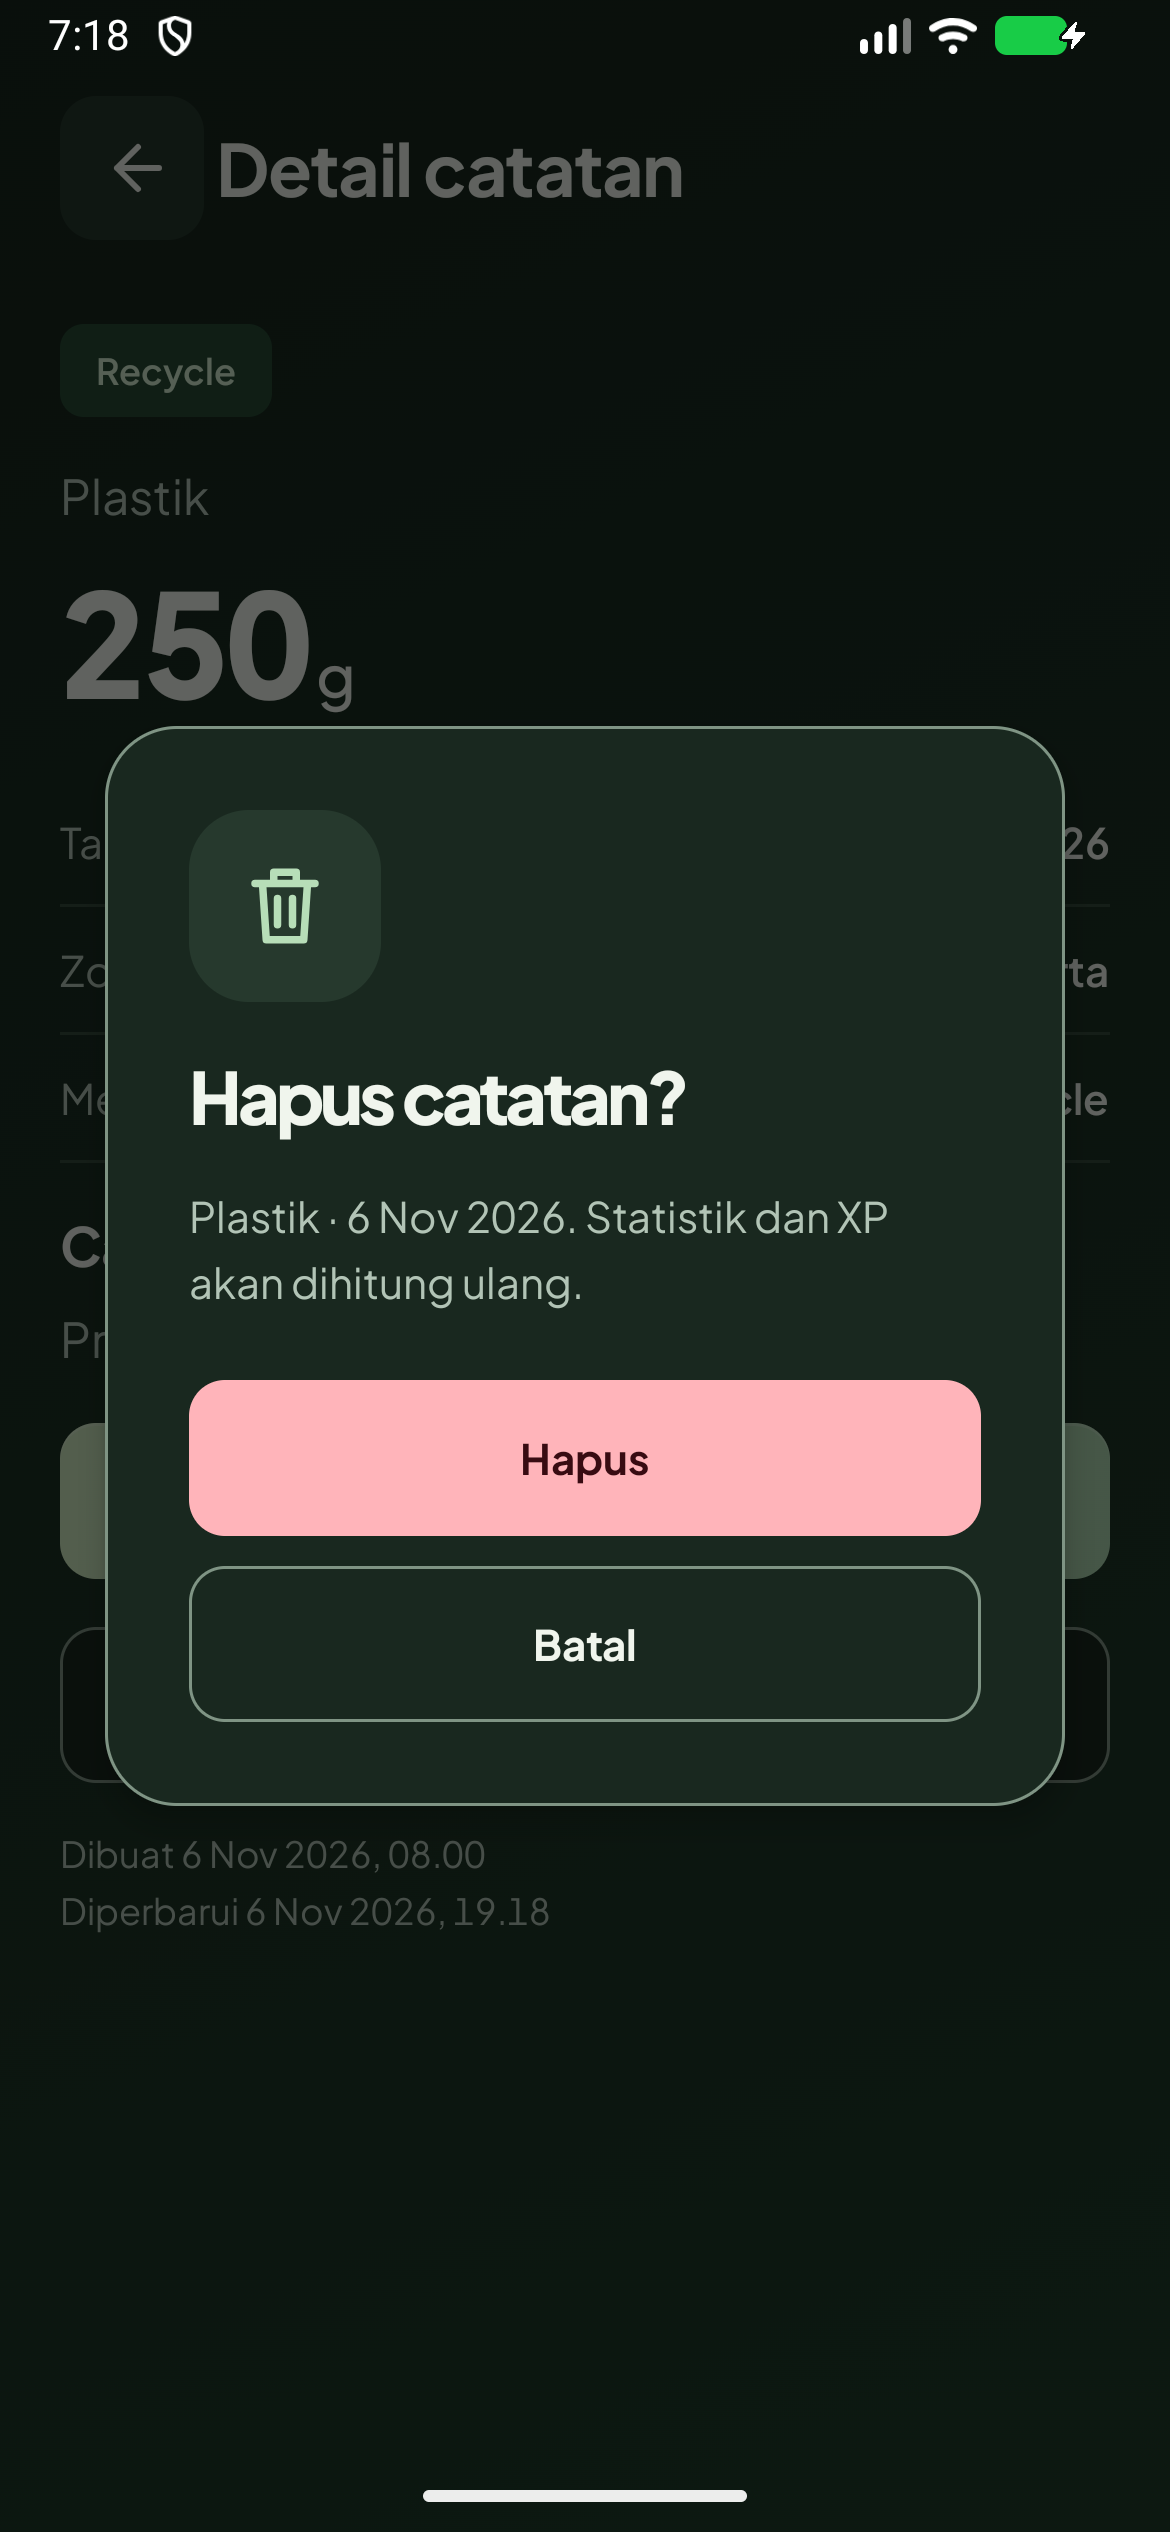 7:18
Detail catatan
Recycle
Plastik
250 g
Hapus catatan?
Plastik · 6 Nov 2026. Statistik dan XP
akan dihitung ulang.
Hapus
Batal
Dibuat 6 Nov 2026, 08.00
Diperbarui 6 Nov 2026, 19.18